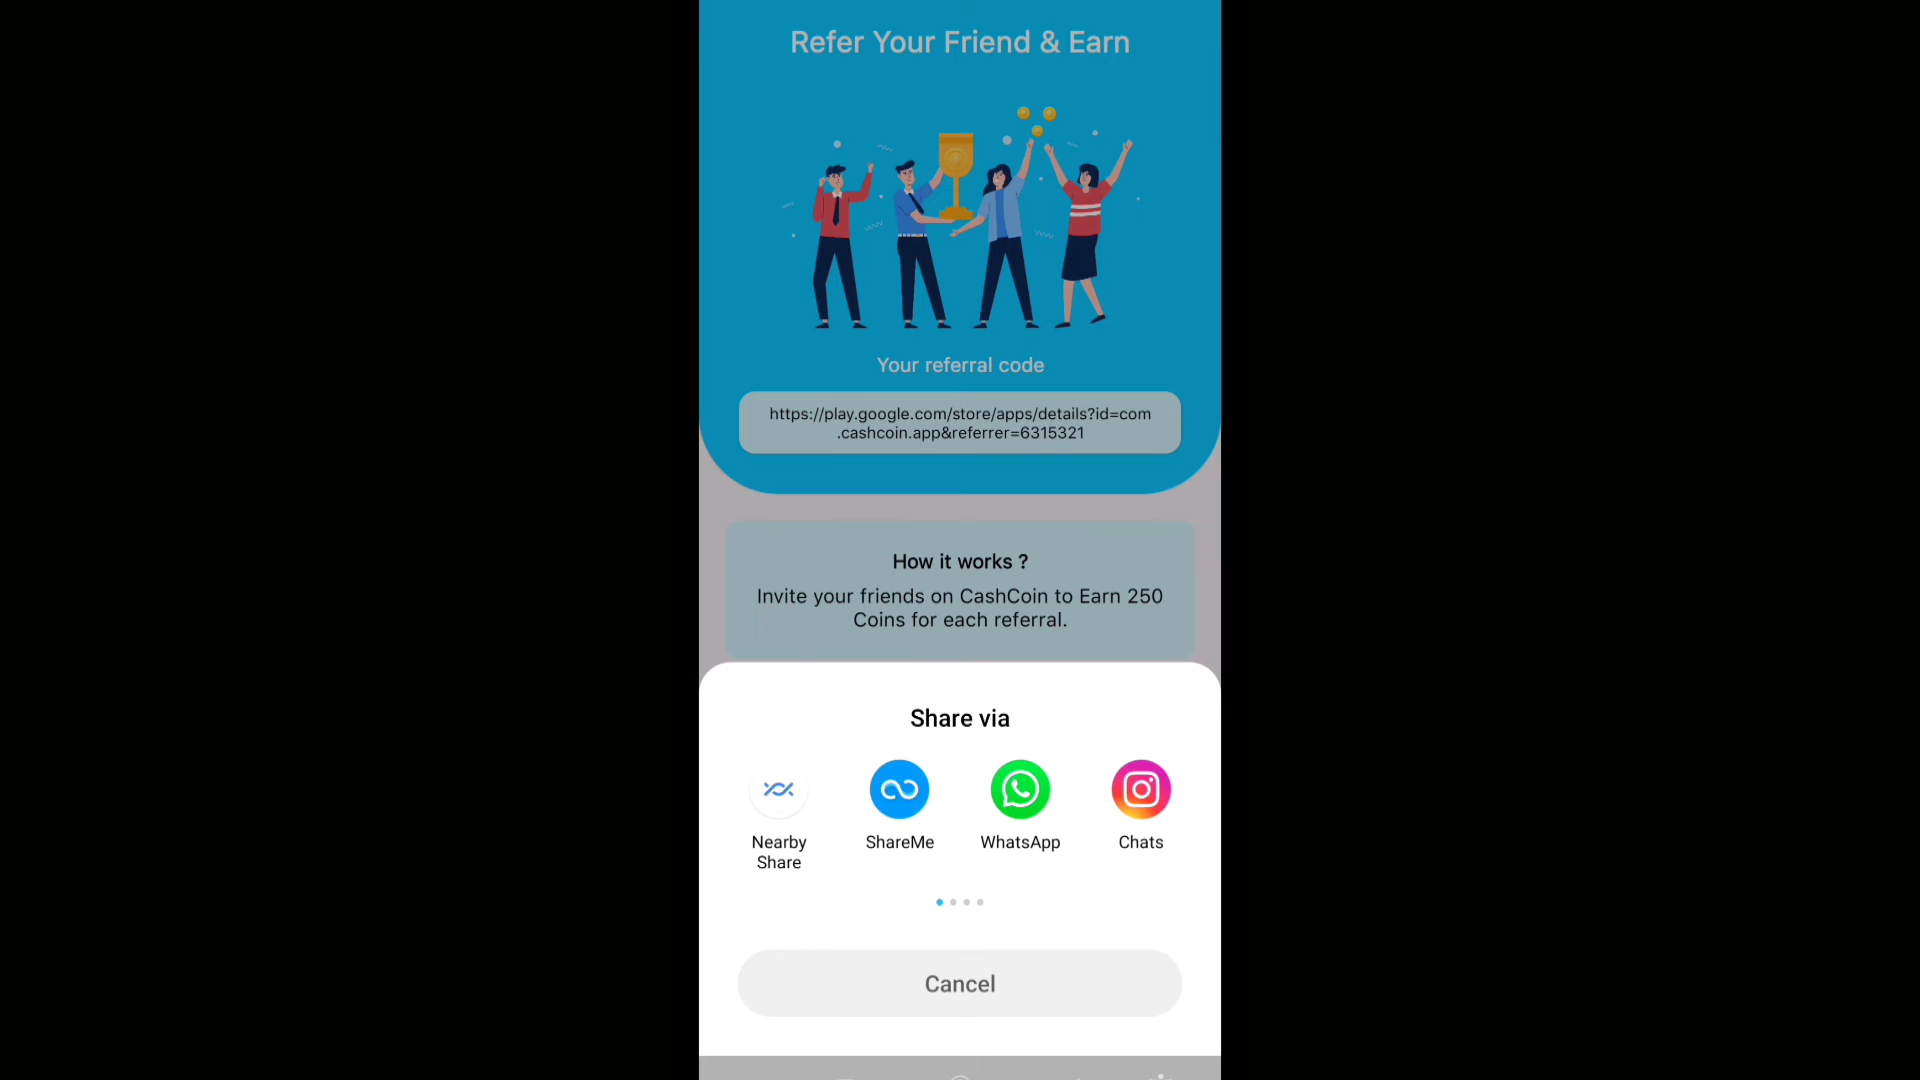 Refer Your Friend & Earn
Your referral code
https://play.google.com/store/apps/details?id=com
.cashcoin.app&referrer=6315321
How it works ?
Invite your friends on CashCoin to Earn 250
Coins for each referral.
Share via
Nearby
Share
ShareMe
WhatsApp
Chats
Cancel